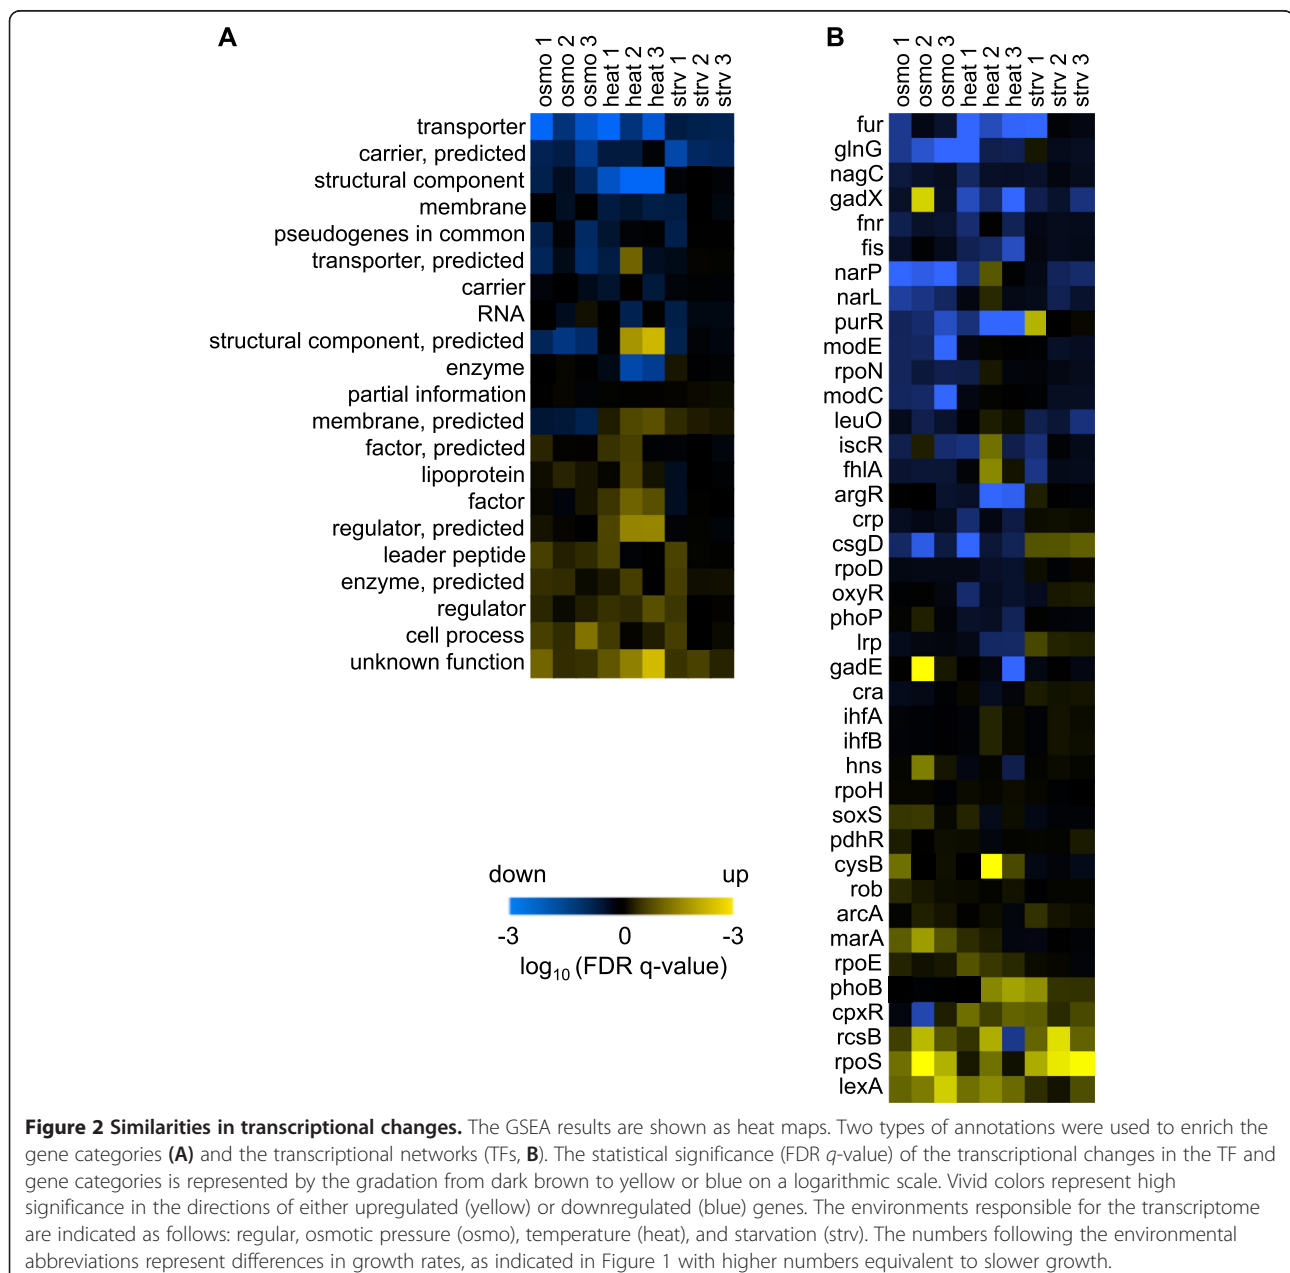 A
osmo 1
osmo 2
osmo 3
heat 1
heat 2
heat 3
strv 1
strv 2
strv 3
transporter
carrier, predicted
structural component
membrane
pseudogenes in common
transporter, predicted
carrier
RNA
structural component, predicted
enzyme
partial information
membrane, predicted
factor, predicted
lipoprotein
factor
regulator, predicted
leader peptide
enzyme, predicted
regulator
cell process
unknown function
down up
-3 0 -3
log10 (FDR q-value)
B
osmo 1
osmo 2
osmo 3
heat 1
heat 2
heat 3
strv 1
strv 2
strv 3
fur
glnG
nagC
gadX
fnr
fis
narP
narL
purR
modE
rpoN
modC
leuO
iscR
fhlA
argR
crp
csgD
rpoD
oxyR
phoP
lrp
gadE
cra
ihfA
ihfB
hns
rpoH
soxS
pdhR
cysB
rob
arcA
marA
rpoE
phoB
cpxR
rcsB
rpoS
lexA
Figure 2 Similarities in transcriptional changes. The GSEA results are shown as heat maps. Two types of annotations were used to enrich the
gene categories (A) and the transcriptional networks (TFs, B). The statistical significance (FDR q-value) of the transcriptional changes in the TF and
gene categories is represented by the gradation from dark brown to yellow or blue on a logarithmic scale. Vivid colors represent high
significance in the directions of either upregulated (yellow) or downregulated (blue) genes. The environments responsible for the transcriptome
are indicated as follows: regular, osmotic pressure (osmo), temperature (heat), and starvation (strv). The numbers following the environmental
abbreviations represent differences in growth rates, as indicated in Figure 1 with higher numbers equivalent to slower growth.